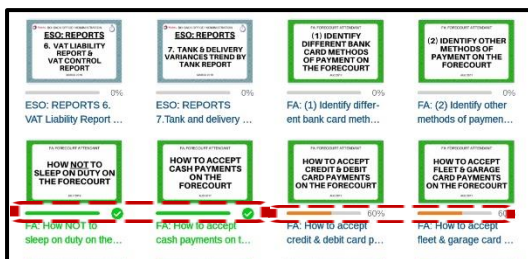 ESO: REPORTS
6. VAT LIABILITY
REPORT &
VAT CONTROL
REPORT
0%
ESO: REPORTS 6.
VAT Liability Report ...
ESO: REPORTS
7. TANK & DELIVERY
VARIANCES TREND BY
TANK REPORT
0%
ESO: REPORTS
7.Tank and delivery ...
FA FORECOURT ATTENDANT
(1) IDENTIFY
DIFFERENT BANK
CARD METHODS
OF PAYMENT ON
THE FORECOURT
0%
FA: (1) Identify differ-
ent bank card meth...
FA FORECOURT ATTENDANT
(2) IDENTIFY OTHER
METHODS OF
PAYMENT ON THE
FORECOURT
0%
FA: (2) Identify other
methods of paymen...
FA FORECOURT ATTENDANT
HOW NOT TO
SLEEP ON DUTY ON
THE FORECOURT
FA: How NOT to
sleep on duty on the...
FA FORECOURT ATTENDANT
HOW TO ACCEPT
CASH PAYMENTS
ON THE
FORECOURT
FA: How to accept
cash payments on t...
FA FORECOURT ATTENDANT
HOW TO ACCEPT
CREDIT & DEBIT
CARD PAYMENTS
ON THE FORECOURT
60%
FA: How to accept
credit & debit card p...
FA FORECOURT ATTENDANT
HOW TO ACCEPT
FLEET & GARAGE
CARD PAYMENTS
ON THE FORECOURT
60%
FA: How to accept
fleet & garage card ...